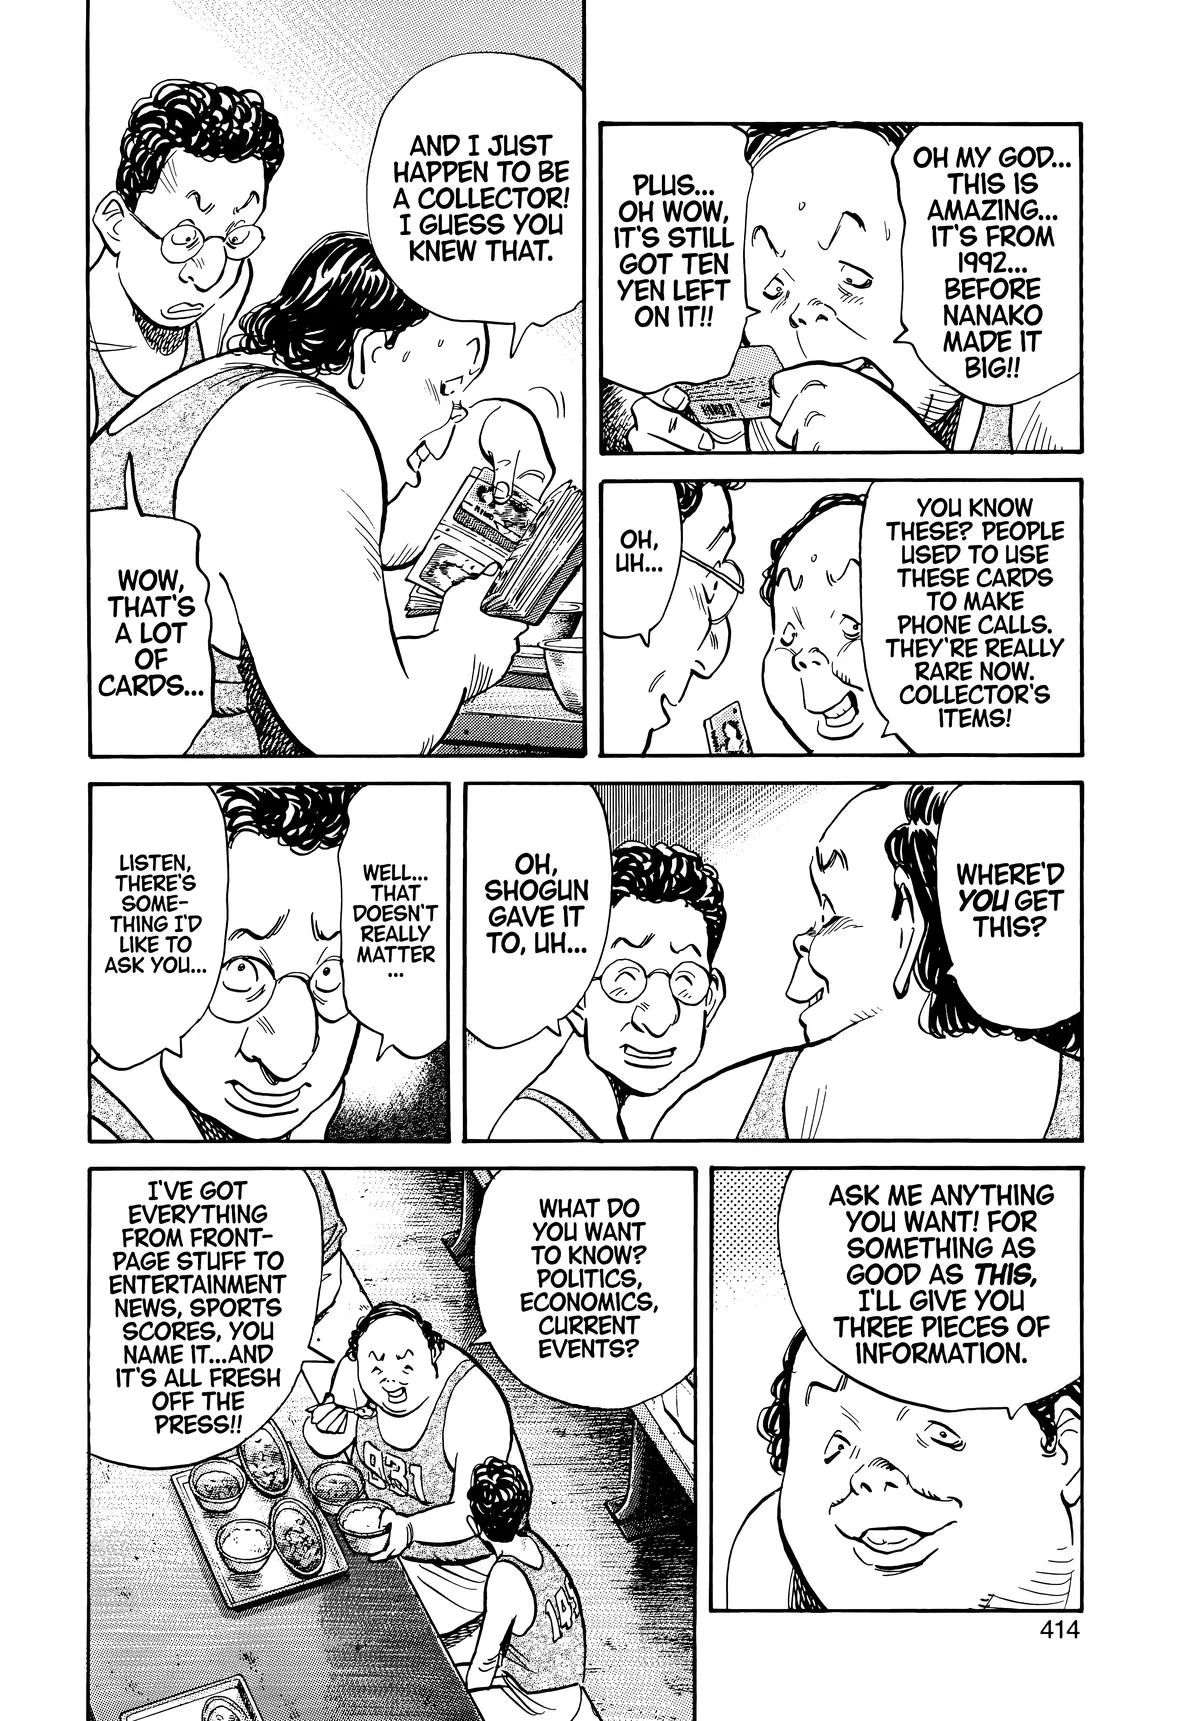 OH MY GOD...
THIS IS
AMAZING...
IT'S FROM
1992...
BEFORE
NANAKO
MADE IT
BIG!!
PLUS...
OH WOW,
IT'S STILL
GOT TEN
YEN LEFT
ON IT!!
YOU KNOW
THESE? PEOPLE
USED TO USE
THESE CARDS
TO MAKE
PHONE CALLS.
THEY'RE REALLY
RARE NOW.
COLLECTOR'S
ITEMS!
OH,
UH...
AND I JUST
HAPPEN TO BE
A COLLECTOR!
I GUESS YOU
KNEW THAT.
WOW,
THAT'S
A LOT
OF
CARDS...
WHERE'D
YOU GET
THIS?
OH,
SHOGUN
GAVE IT
TO, UH...
WELL...
THAT
DOESN'T
REALLY
MATTER
...
LISTEN,
THERE'S
SOME-
THING I'D
LIKE TO
ASK YOU...
ASK ME ANYTHING
YOU WANT! FOR
SOMETHING AS
GOOD AS THIS,
I'LL GIVE YOU
THREE PIECES OF
INFORMATION.
WHAT DO
YOU WANT
TO KNOW?
POLITICS,
ECONOMICS,
CURRENT
EVENTS?
I'VE GOT
EVERYTHING
FROM FRONT-
PAGE STUFF TO
ENTERTAINMENT
NEWS, SPORTS
SCORES, YOU
NAME IT...AND
IT'S ALL FRESH
OFF THE
PRESS!!
831
414